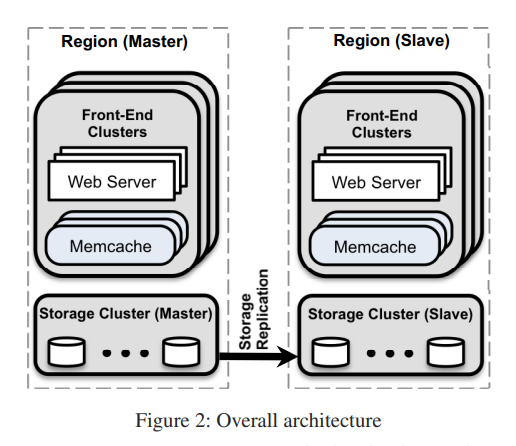 Region (Master)
Front-End
Clusters
Web Server
Memcache
Storage Cluster (Master)
Storage
Replication
Region (Slave)
Front-End
Clusters
Web Server
Memcache
Storage Cluster (Slave)
Figure 2: Overall architecture